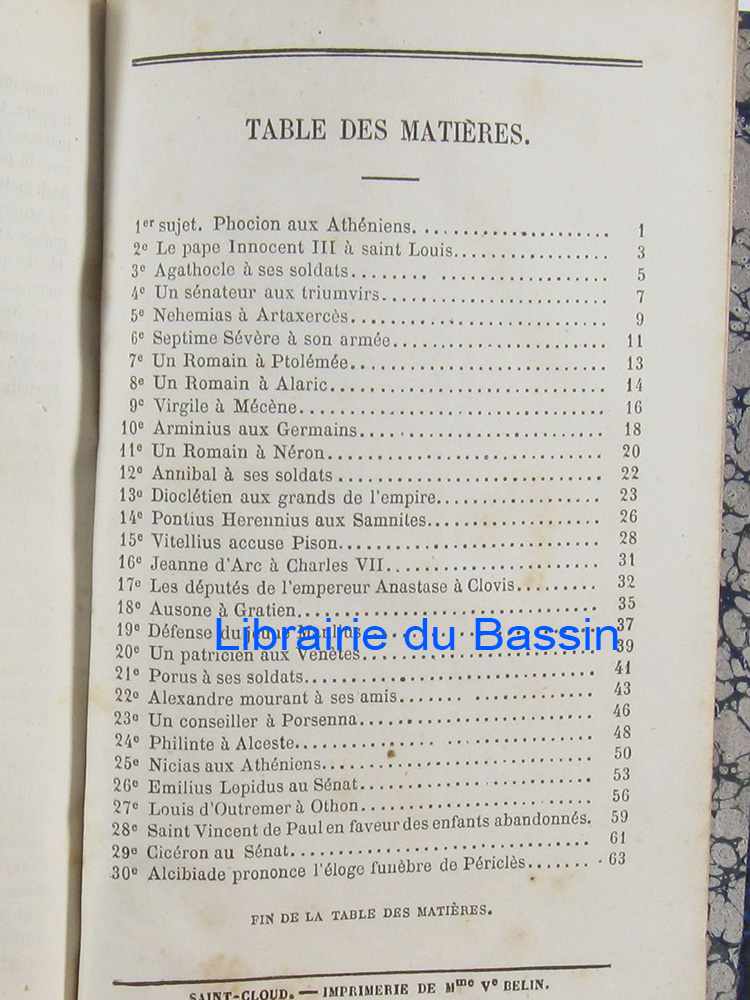 TABLE DES MATIÈRES.
1er sujet. Phocion aux Athéniens. . . . . . . . . . . . . . . . . . . . . 1
2e Le pape Innocent III à saint Louis. . . . . . . . . . . . . . . . . 3
3e Agathocle à ses soldats. . . . . . . . . . . . . . . . . . . . . . . . 5
4e Un sénateur aux triumvirs. . . . . . . . . . . . . . . . . . . . . . 7
5e Nehemias à Artaxercès. . . . . . . . . . . . . . . . . . . . . . . . 9
6e Septime Sévère à son armée. . . . . . . . . . . . . . . . . . . . 11
7e Un Romain à Ptolémée. . . . . . . . . . . . . . . . . . . . . . . . 13
8e Un Romain à Alaric. . . . . . . . . . . . . . . . . . . . . . . . . . 14
9e Virgile à Mécène. . . . . . . . . . . . . . . . . . . . . . . . . . . . 16
10e Arminius aux Germains. . . . . . . . . . . . . . . . . . . . . . . 18
11e Un Romain à Néron. . . . . . . . . . . . . . . . . . . . . . . . . 20
12e Annibal à ses soldats . . . . . . . . . . . . . . . . . . . . . . . . 22
13e Dioclétien aux grands de l'empire. . . . . . . . . . . . . . . . 23
14e Pontius Herennius aux Samnites. . . . . . . . . . . . . . . . . 26
15e Vitellius accuse Pison. . . . . . . . . . . . . . . . . . . . . . . . 28
16e Jeanne d'Arc à Charles VII. . . . . . . . . . . . . . . . . . . . 31
17e Les députés de l'empereur Anastase à Clovis. . . . . . . . . 32
18e Ausone à Gratien. . . . . . . . . . . . . . . . . . . . . . . . . . . 35
19e Défense du jeune Manlius. . . . . . . . . . . . . . . . . . . . . 37
Librairie du Bassin
20e Un patricien aux Venètes. . . . . . . . . . . . . . . . . . . . . . 39
21e Porus à ses soldats. . . . . . . . . . . . . . . . . . . . . . . . . . 41
22e Alexandre mourant à ses amis. . . . . . . . . . . . . . . . . . . 43
23e Un conseiller à Porsenna. . . . . . . . . . . . . . . . . . . . . . 46
24e Philinte à Alceste. . . . . . . . . . . . . . . . . . . . . . . . . . . 48
25e Nicias aux Athéniens. . . . . . . . . . . . . . . . . . . . . . . . . 50
26e Emilius Lepidus au Sénat. . . . . . . . . . . . . . . . . . . . . . 53
27e Louis d'Outremer à Othon. . . . . . . . . . . . . . . . . . . . . 56
28e Saint Vincent de Paul en faveur des enfants abandonnés. 59
29e Cicéron au Sénat. . . . . . . . . . . . . . . . . . . . . . . . . . . 61
30e Alcibiade prononce l'éloge funèbre de Périclès. . . . . . . . 63
FIN DE LA TABLE DES MATIÈRES.
SAINT-CLOUD. — IMPRIMERIE DE Mme Ve BELIN.